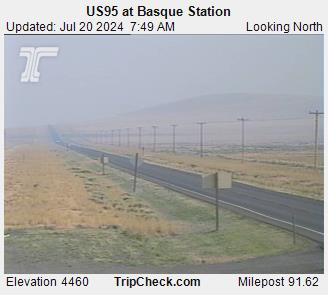 US95 at Basque Station
Updated: Jul 20 2024 7:49 AM Looking North
Elevation 4460 TripCheck.com Milepost 91.62